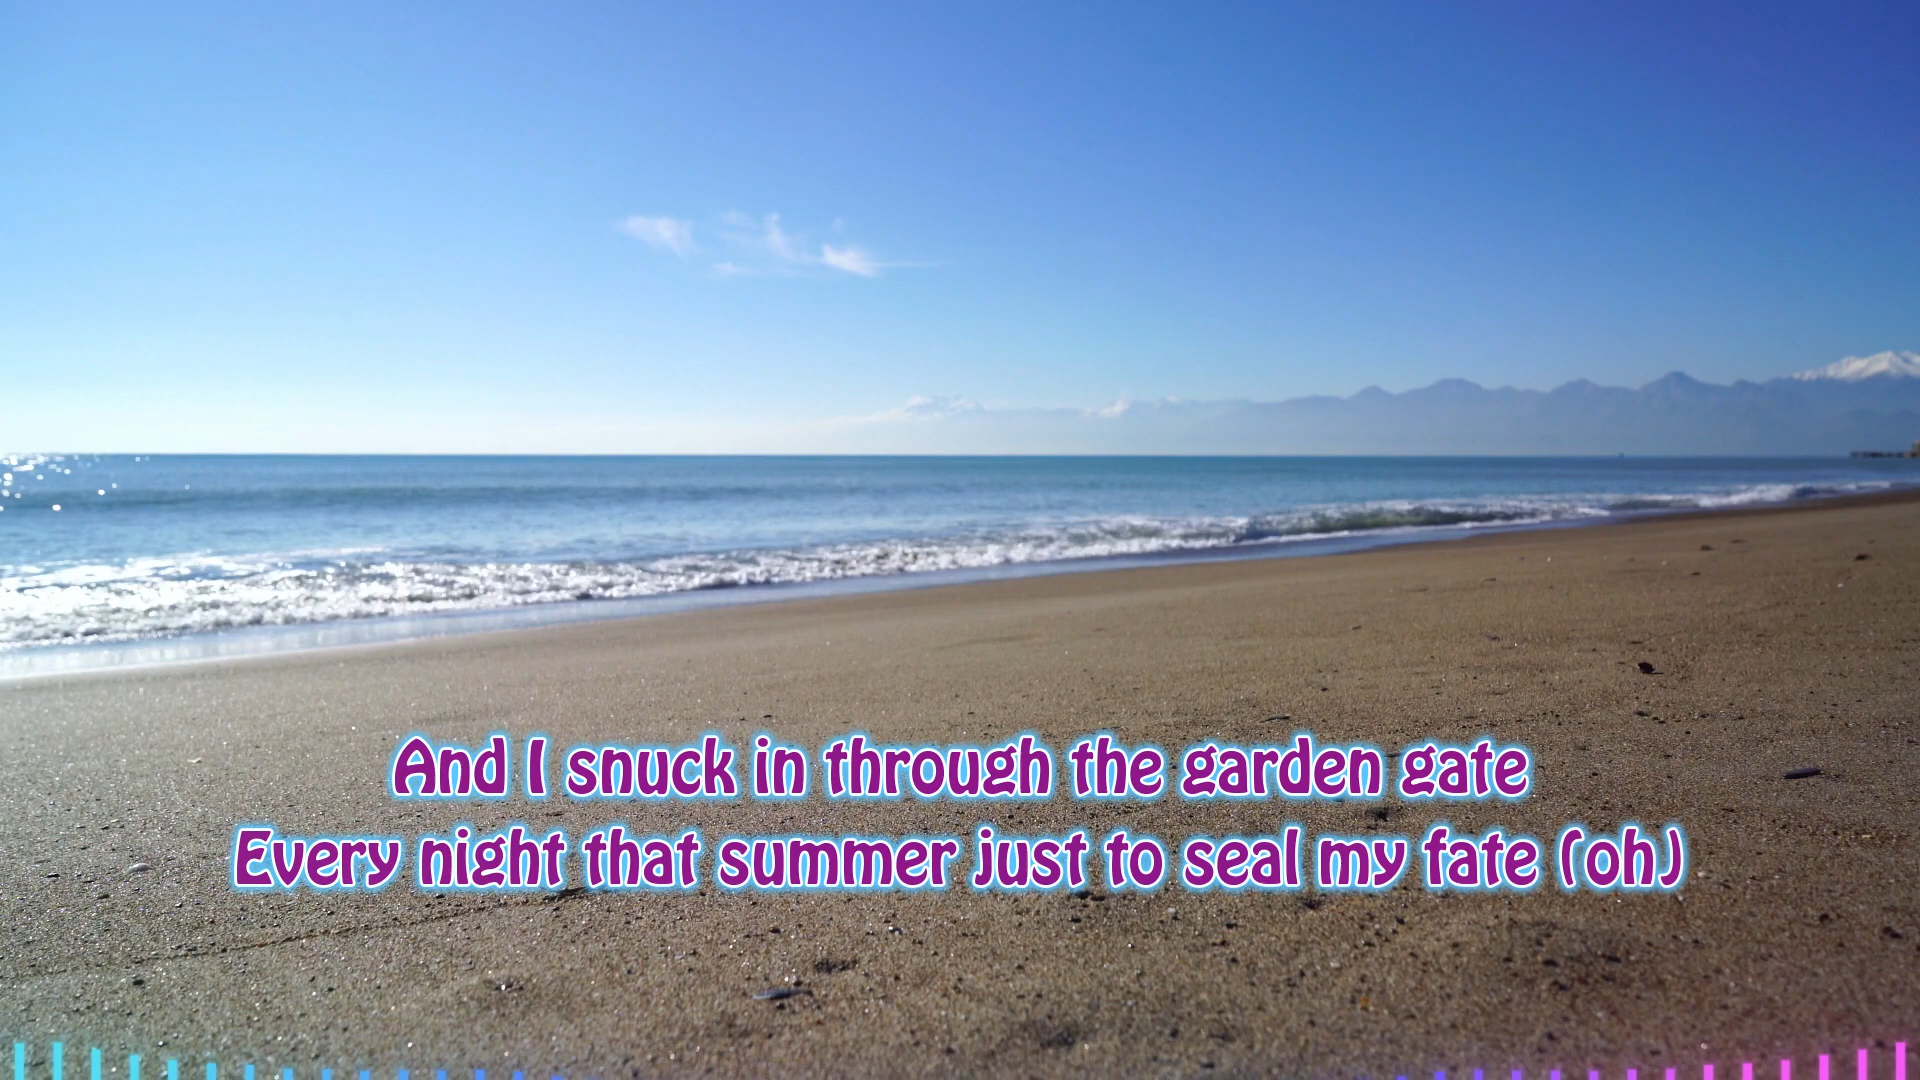 And I snuck in through the garden gate
Every night that summer just to seal my fate (oh)